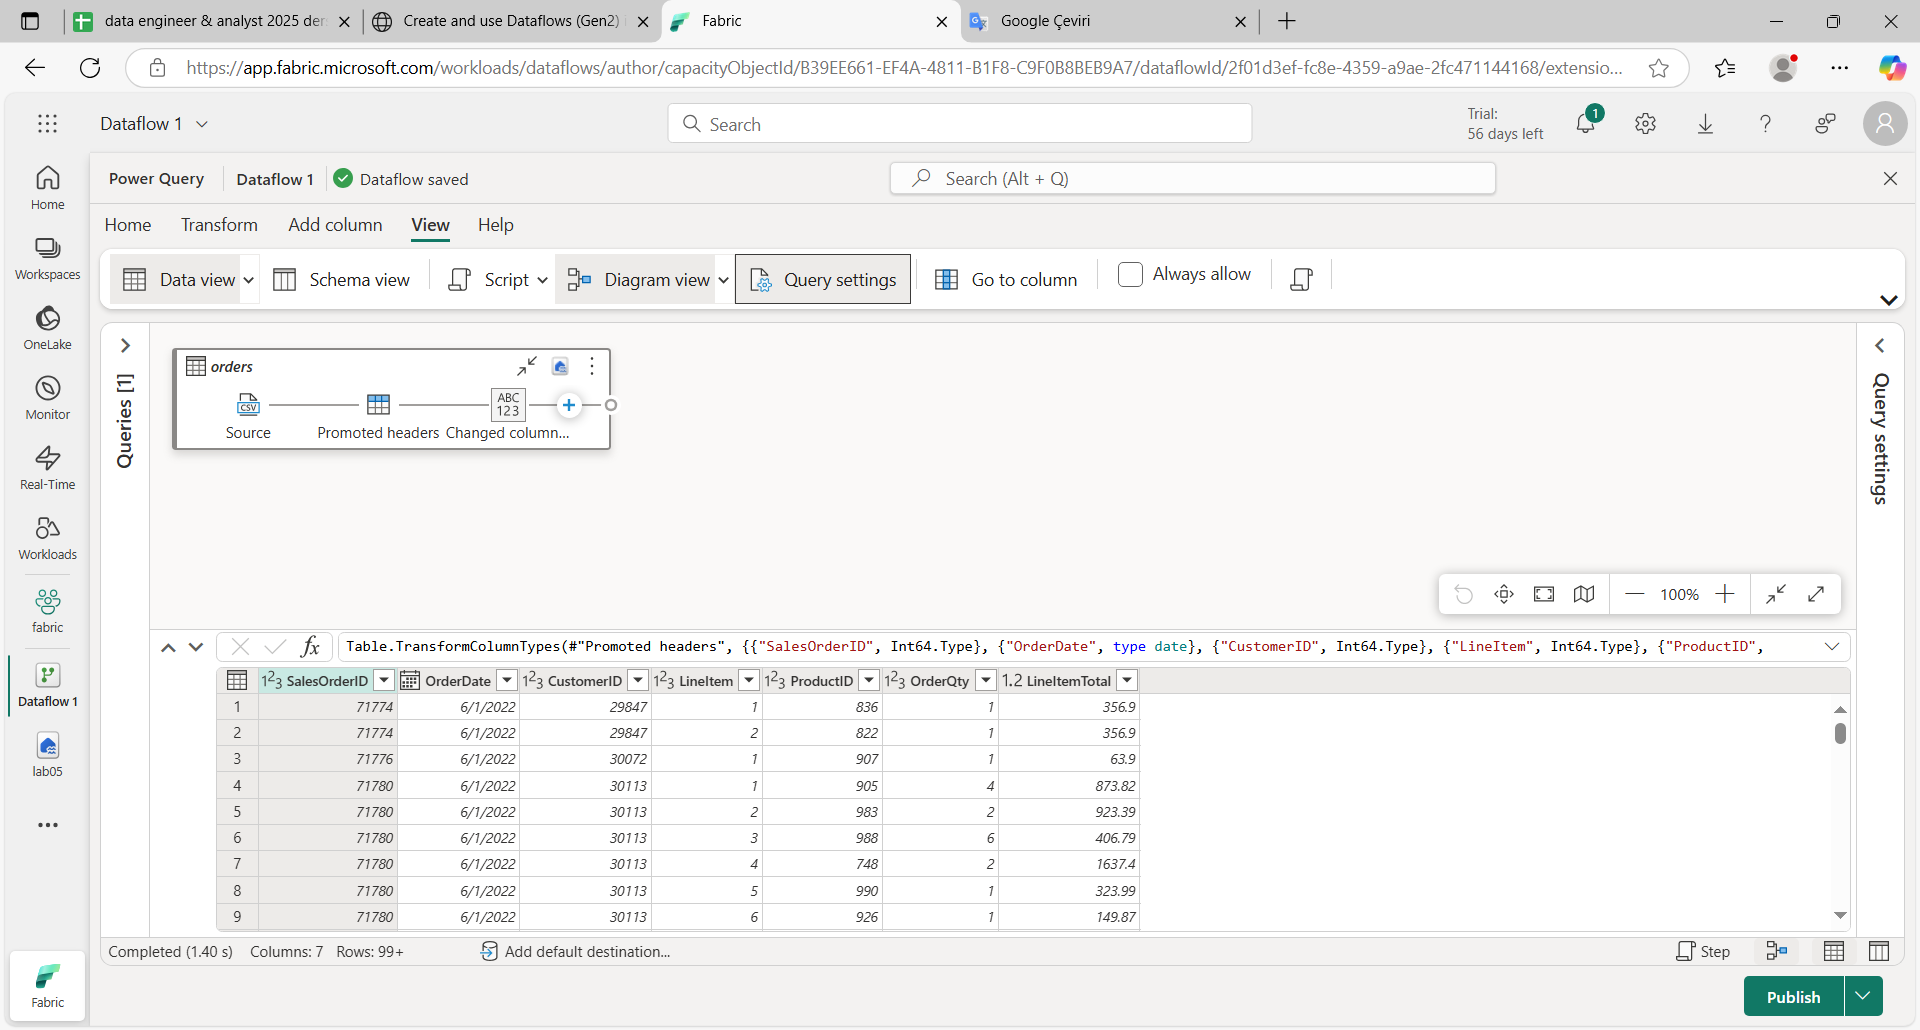 data engineer & analyst 2025 der
Create and use Dataflows (Gen2)
Fabric
Google Çeviri
https://app.fabric.microsoft.com/workloads/dataflows/author/capacityObjectId/B39EE661-EF4A-4811-B1F8-C9F0B8BEB9A7/dataflowId/2f01d3ef-fc8e-4359-a9ae-2fc471144168/extensio...
Dataflow 1
Search
Trial:
56 days left
1
Power Query
Dataflow 1
Dataflow saved
Search (Alt + Q)
Home
Transform
Add column
View
Help
Data view
Schema view
Script
Diagram view
Query settings
Go to column
Always allow
Home
Workspaces
OneLake
Monitor
Real-Time
Workloads
fabric
Dataflow 1
lab05
Fabric
Queries [1]
orders
CSV
ABC
123
Source
Promoted headers
Changed column...
Query settings
100%
fx
Table.TransformColumnTypes(#"Promoted headers", {{"SalesOrderID", Int64.Type}, {"OrderDate", type date}, {"CustomerID", Int64.Type}, {"LineItem", Int64.Type}, {"ProductID",
123 SalesOrderID OrderDate 123 CustomerID 123 LineItem 123 ProductID 123 OrderQty 1.2 LineItemTotal
1 71774 6/1/2022 29847 1 836 1 356.9
2 71774 6/1/2022 29847 2 822 1 356.9
3 71776 6/1/2022 30072 1 907 1 63.9
4 71780 6/1/2022 30113 1 905 4 873.82
5 71780 6/1/2022 30113 2 983 2 923.39
6 71780 6/1/2022 30113 3 988 6 406.79
7 71780 6/1/2022 30113 4 748 2 1637.4
8 71780 6/1/2022 30113 5 990 1 323.99
9 71780 6/1/2022 30113 6 926 1 149.87
Completed (1.40 s)
Columns: 7
Rows: 99+
Add default destination...
Step
Publish